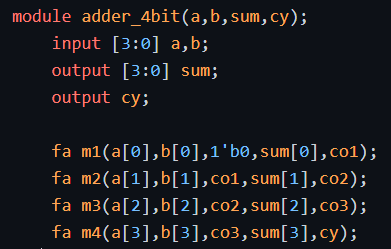 module adder_4bit(a,b,sum,cy);
input [3:0] a,b;
output [3:0] sum;
output cy;
fa m1(a[0],b[0],1'b0,sum[0],co1);
fa m2(a[1],b[1],co1,sum[1],co2);
fa m3(a[2],b[2],co2,sum[2],co3);
fa m4(a[3],b[3],co3,sum[3],cy);